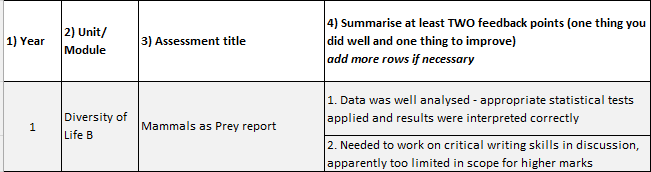 1) Year
2) Unit/
Module
3) Assessment title
4) Summarise at least TWO feedback points (one thing you
did well and one thing to improve)
add more rows if necessary
1
Diversity of
Life B
Mammals as Prey report
1. Data was well analysed - appropriate statistical tests
applied and results were interpreted correctly
2. Needed to work on critical writing skills in discussion,
apparently too limited in scope for higher marks